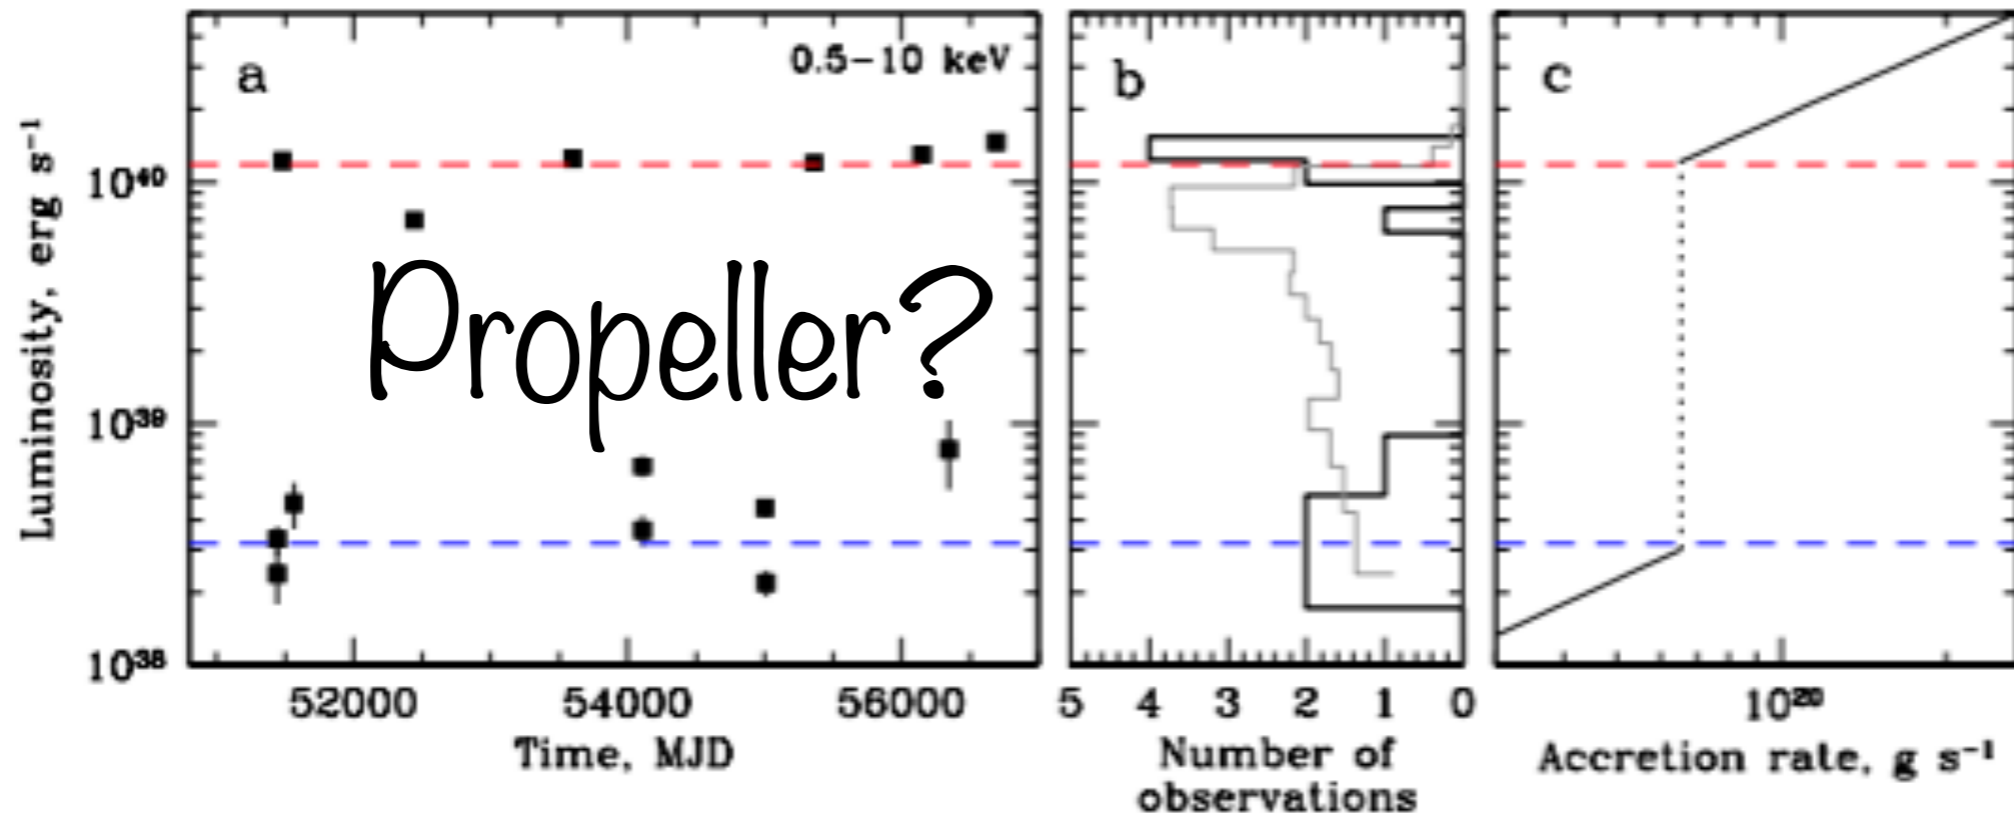 a
0.5−10 keV
b
c
Propeller?
Luminosity, erg s⁻¹
10⁴⁰
10³⁹
10³⁸
52000 54000 56000
Time, MJD
5 4 3 2 1 0
Number of
observations
10²⁰
Accretion rate, g s⁻¹